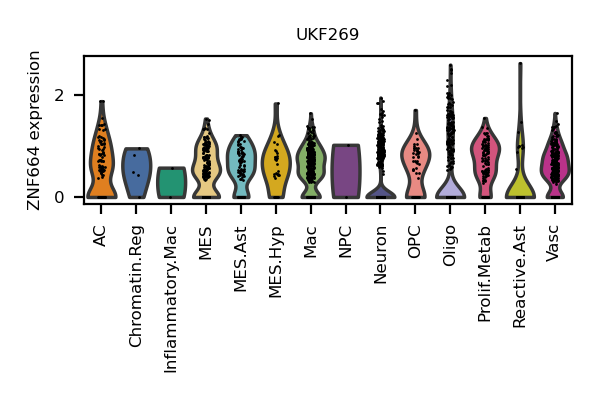 UKF269
ZNF664 expression
2
0
AC
Chromatin.Reg
Inflammatory.Mac
MES
MES.Ast
MES.Hyp
Mac
NPC
Neuron
OPC
Oligo
Prolif.Metab
Reactive.Ast
Vasc